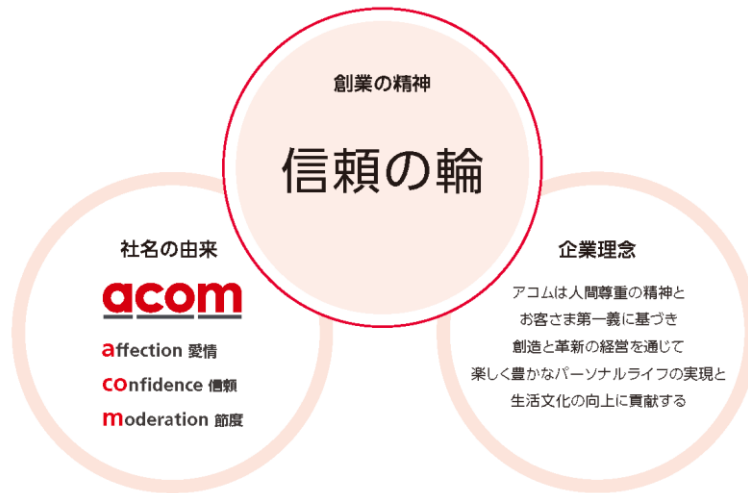 創業の精神
信頼の輪
社名の由来
acom
affection 愛情
confidence 信頼
moderation 節度
企業理念
アコムは人間尊重の精神と
お客さま第一義に基づき
創造と革新の経営を通じて
楽しく豊かなパーソナルライフの実現と
生活文化の向上に貢献する